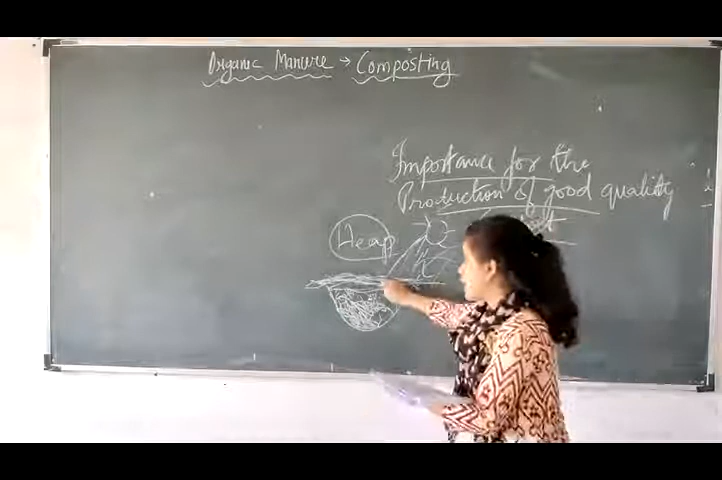 Organic Manure → Composting
Importance for the
Production of good quality
Heap